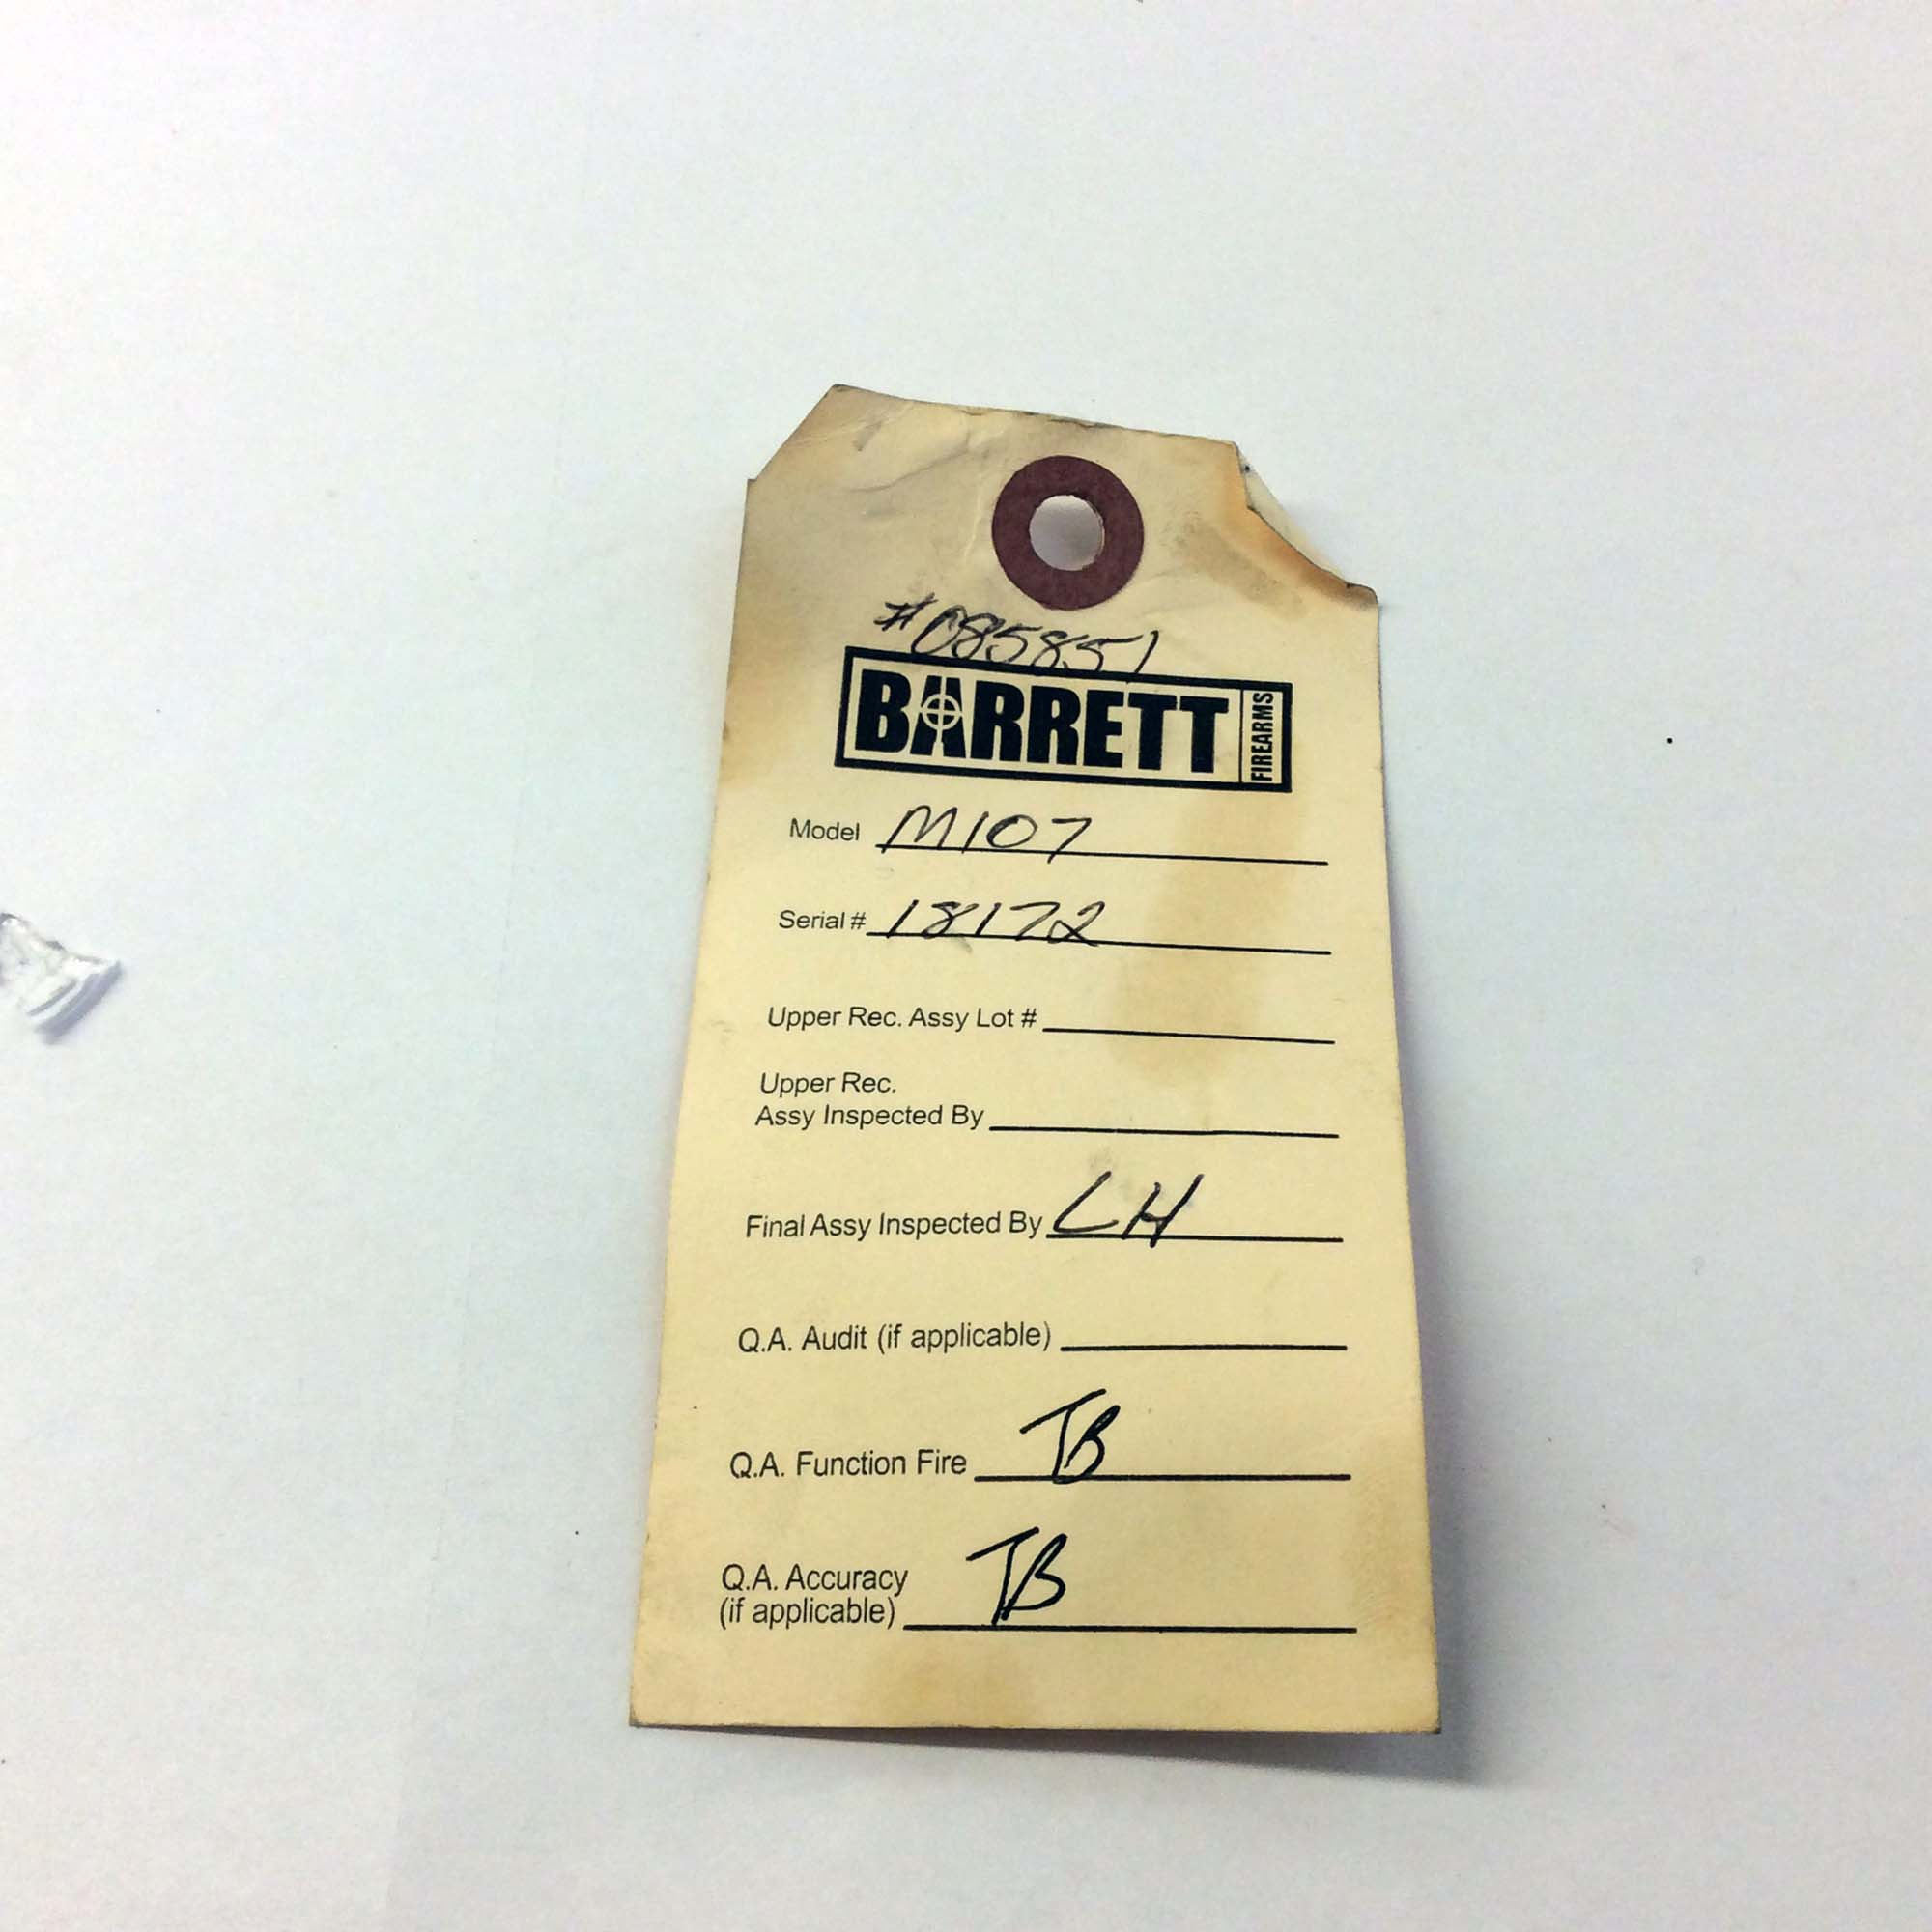 #085851
BARRETT FIREARMS
Model M107
Serial # 18172
Upper Rec. Assy Lot #
Upper Rec.
Assy Inspected By
Final Assy Inspected By LH
Q.A. Audit (if applicable)
Q.A. Function Fire TB
Q.A. Accuracy
(if applicable) TB